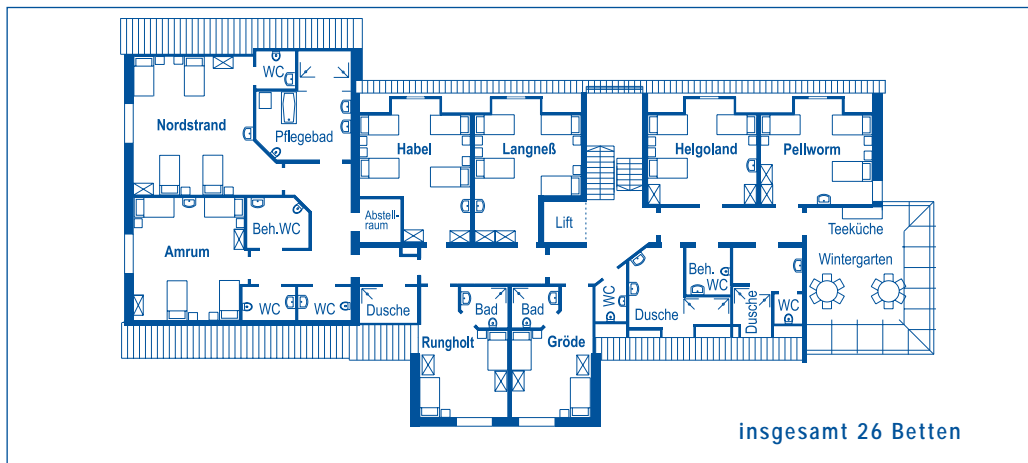 WC
Nordstrand
Pflegebad
Habel
Langneß
Helgoland
Pellworm
Abstell-
raum
Beh.WC
Lift
Teeküche
Amrum
Wintergarten
Beh.
WC
WC
WC
Dusche
Bad
Bad
WC
Dusche
Dusche
WC
Rungholt
Gröde
insgesamt 26 Betten